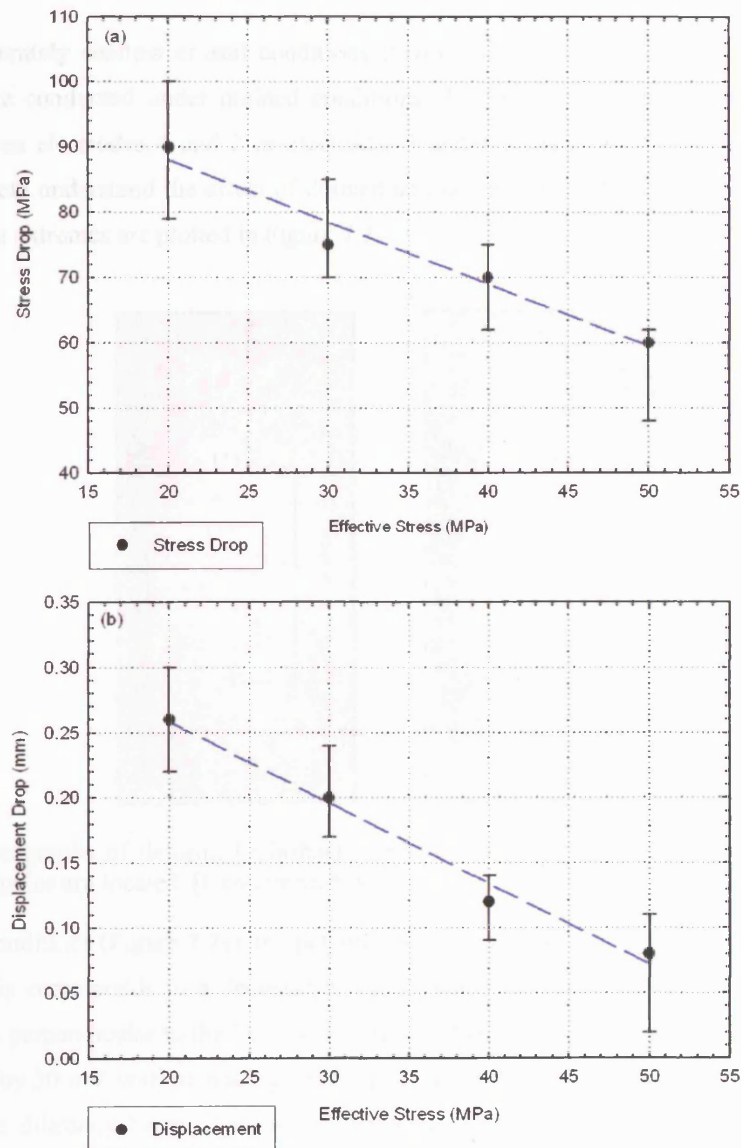 (a)
Stress Drop (MPa)
110
100
90
80
70
60
50
40
15 20 25 30 35 40 45 50 55
Effective Stress (MPa)
Stress Drop
(b)
Displacement Drop (mm)
0.35
0.30
0.25
0.20
0.15
0.10
0.05
0.00
15 20 25 30 35 40 45 50 55
Effective Stress (MPa)
Displacement